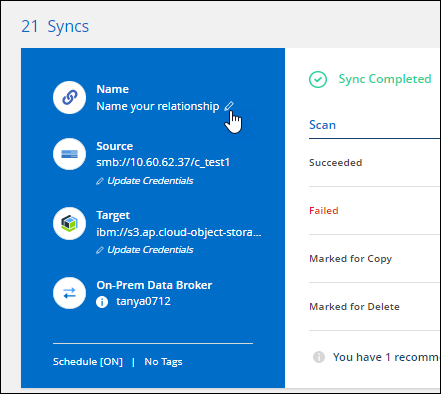 21 Syncs
Name
Name your relationship
Source
smb://10.60.62.37/c_test1
Update Credentials
Target
ibm://s3.ap.cloud-object-stora...
Update Credentials
On-Prem Data Broker
tanya0712
Schedule [ON] | No Tags
Sync Completed
Scan
Succeeded
Failed
Marked for Copy
Marked for Delete
You have 1 recomme